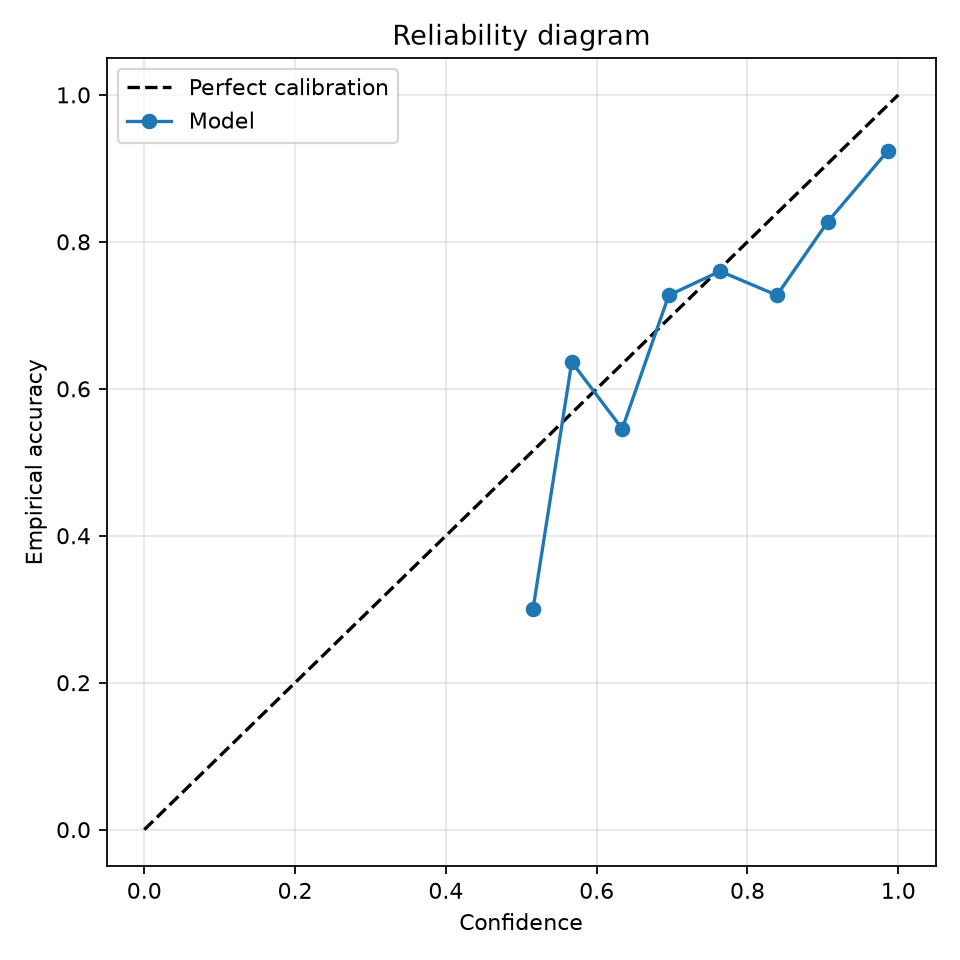 Reliability diagram
Perfect calibration
Model
1.0
0.8
0.6
0.4
0.2
0.0
Empirical accuracy
0.0 0.2 0.4 0.6 0.8 1.0
Confidence